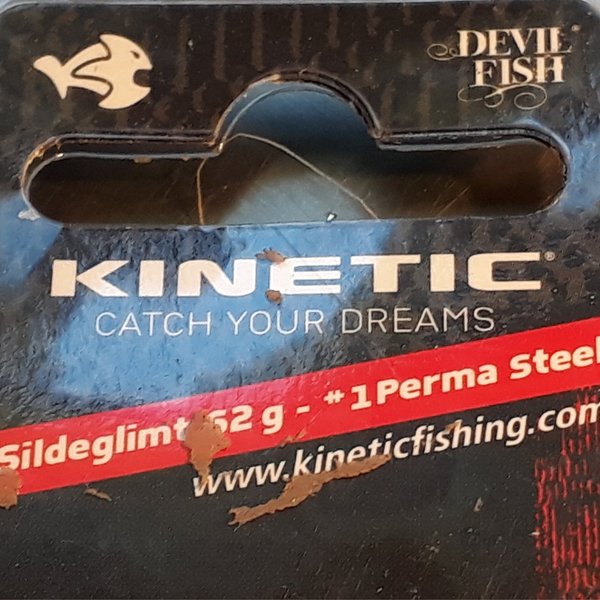 DEVIL
FISH
KINETIC®
CATCH YOUR DREAMS
Sildeglimt 62 g - #1 Perma Steel
www.kineticfishing.com